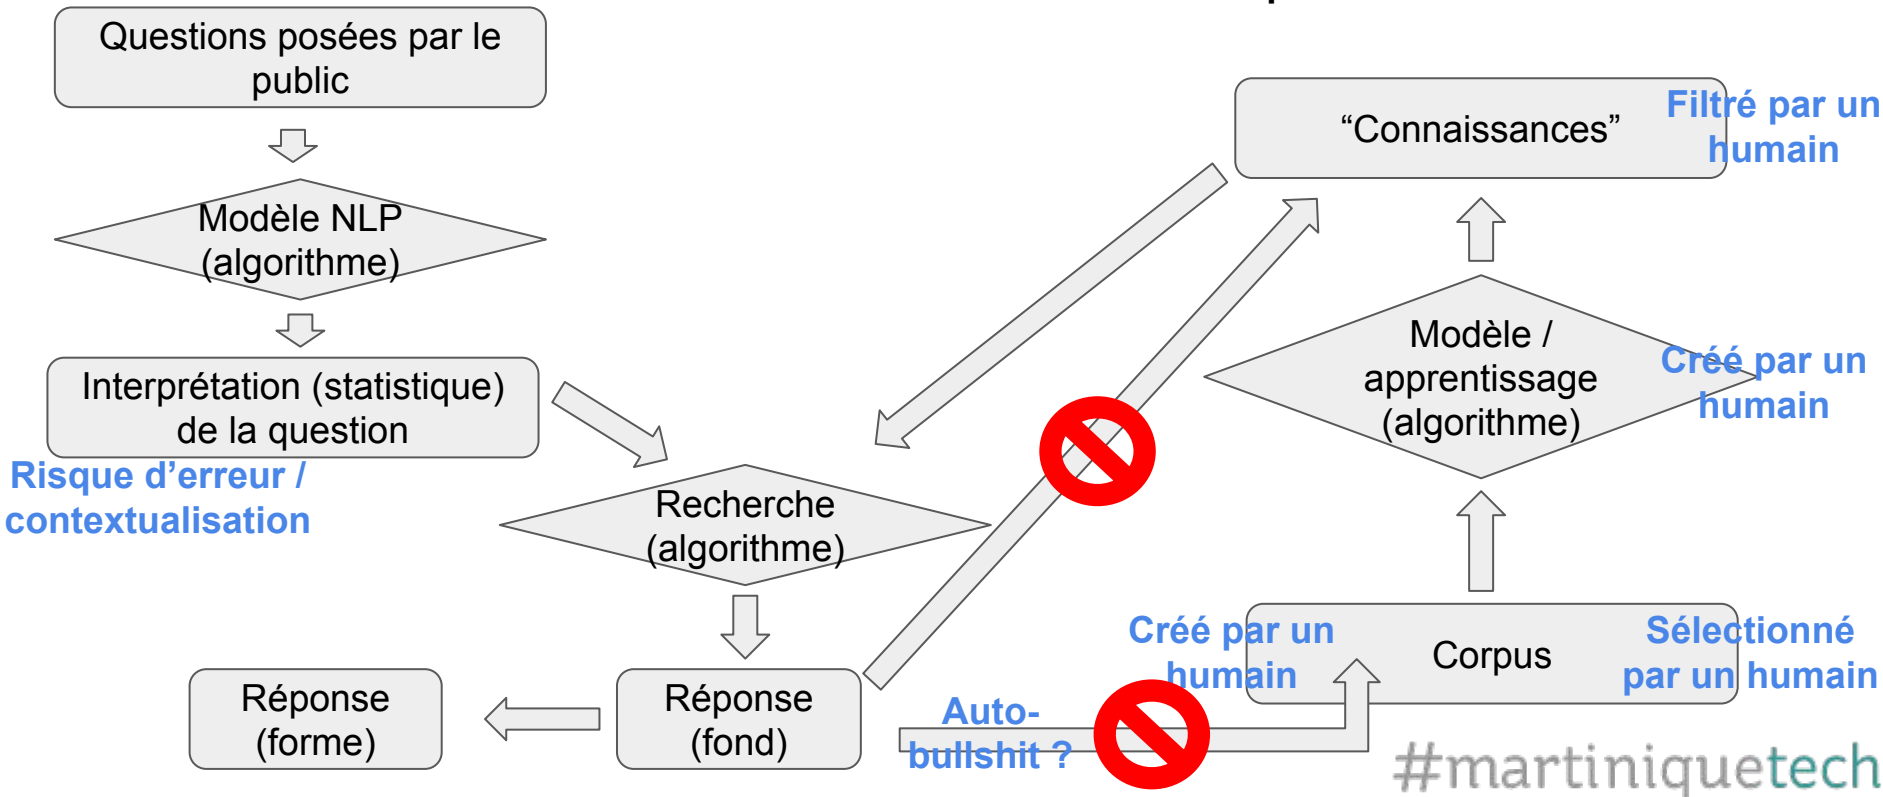 Questions posées par le
public
Modèle NLP
(algorithme)
Interprétation (statistique)
de la question
Risque d’erreur /
contextualisation
Recherche
(algorithme)
Réponse
(fond)
Réponse
(forme)
Auto-
bullshit ?
“Connaissances”
Filtré par un
humain
Modèle /
apprentissage
(algorithme)
Créé par un
humain
Corpus
Créé par un
humain
Sélectionné
par un humain
#martiniquetech